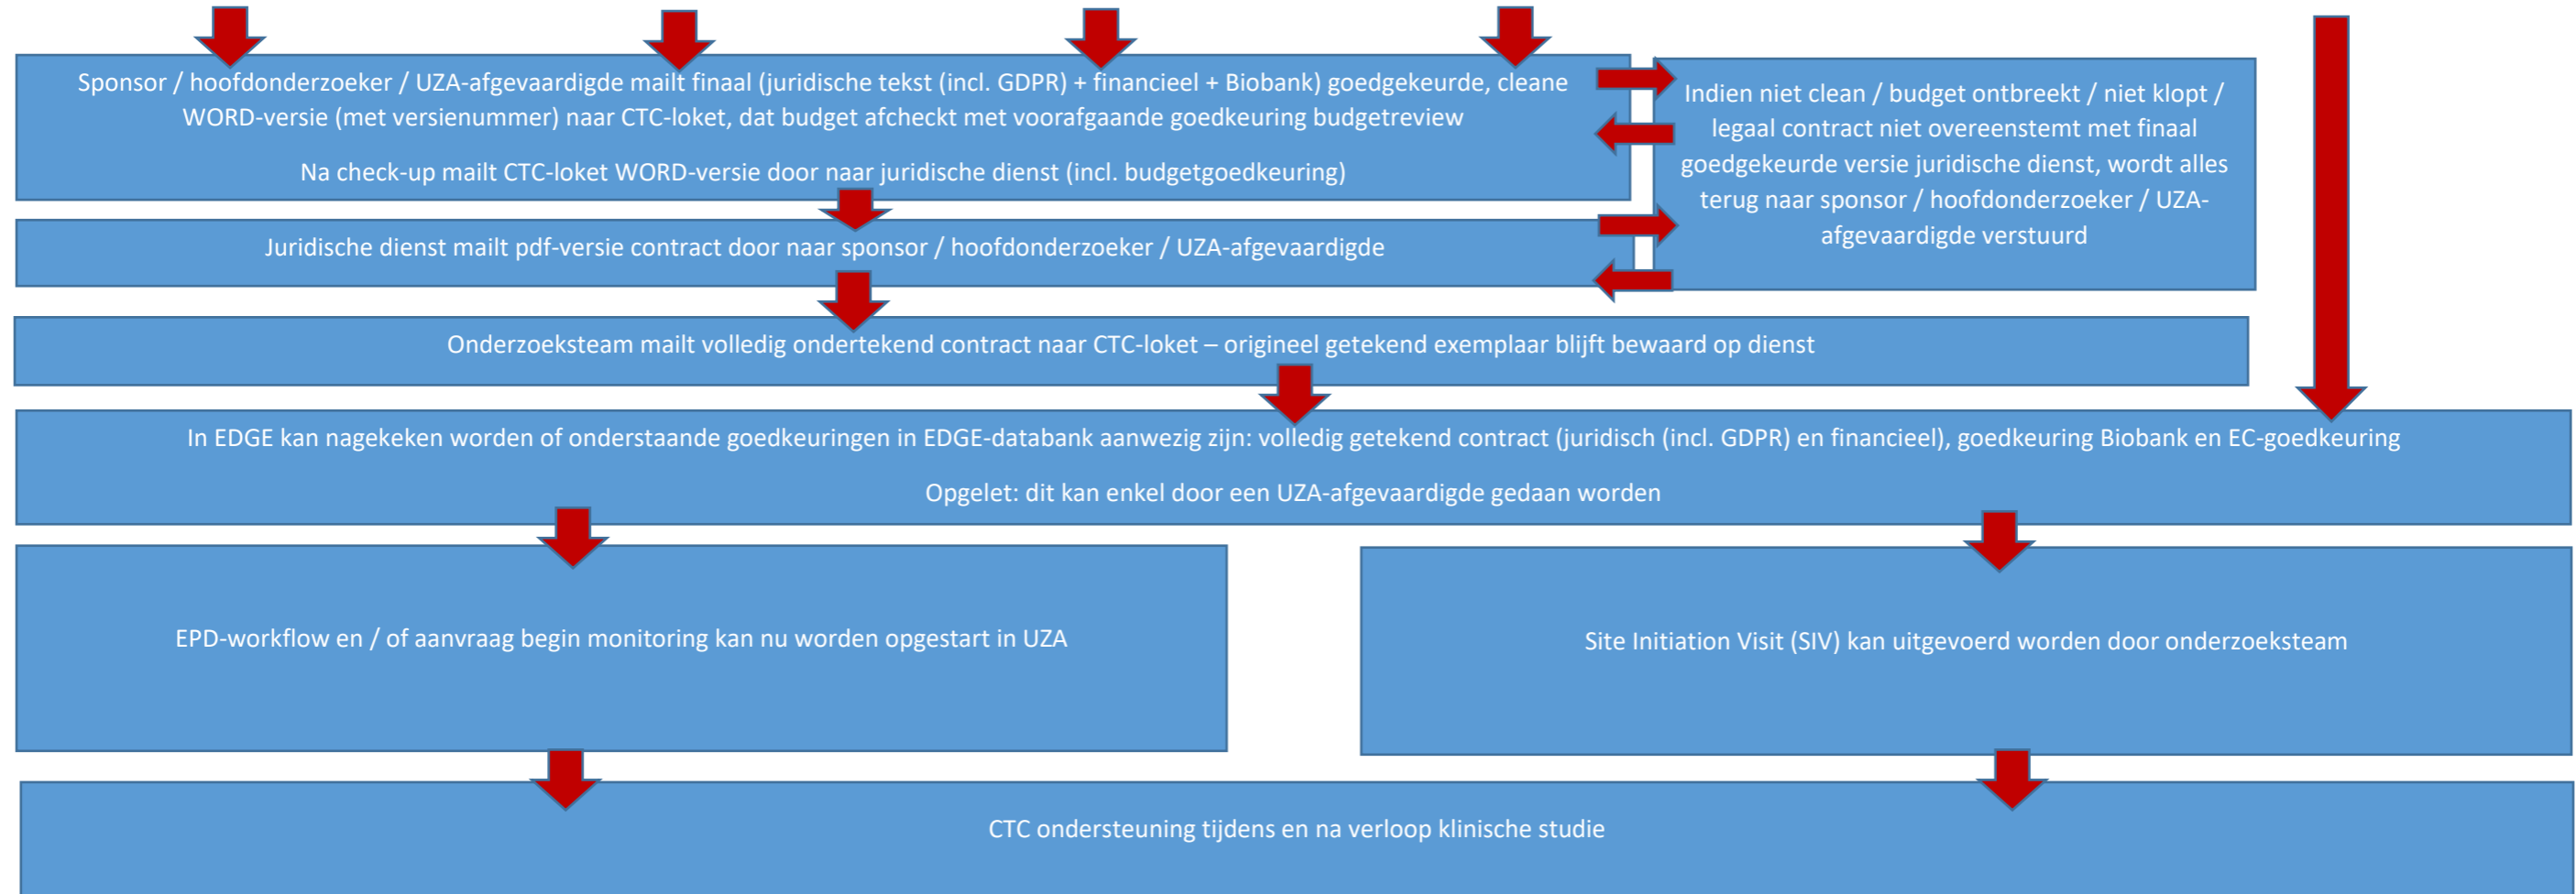 Sponsor / hoofdonderzoeker / UZA-afgevaardigde mailt finaal (juridische tekst (incl. GDPR) + financieel + Biobank) goedgekeurde, cleane
WORD-versie (met versienummer) naar CTC-loket, dat budget afcheckt met voorafgaande goedkeuring budgetreview
Na check-up mailt CTC-loket WORD-versie door naar juridische dienst (incl. budgetgoedkeuring)
Indien niet clean / budget ontbreekt / niet klopt /
legaal contract niet overeenstemt met finaal
goedgekeurde versie juridische dienst, wordt alles
terug naar sponsor / hoofdonderzoeker / UZA-
afgevaardigde verstuurd
Juridische dienst mailt pdf-versie contract door naar sponsor / hoofdonderzoeker / UZA-afgevaardigde
Onderzoeksteam mailt volledig ondertekend contract naar CTC-loket – origineel getekend exemplaar blijft bewaard op dienst
In EDGE kan nagekeken worden of onderstaande goedkeuringen in EDGE-databank aanwezig zijn: volledig getekend contract (juridisch (incl. GDPR) en financieel), goedkeuring Biobank en EC-goedkeuring
Opgelet: dit kan enkel door een UZA-afgevaardigde gedaan worden
EPD-workflow en / of aanvraag begin monitoring kan nu worden opgestart in UZA
Site Initiation Visit (SIV) kan uitgevoerd worden door onderzoeksteam
CTC ondersteuning tijdens en na verloop klinische studie